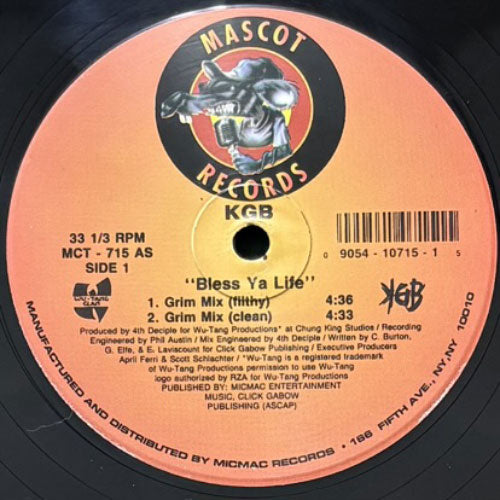 MASCOT
RECORDS
KGB
33 1/3 RPM
MCT - 715 AS
SIDE 1
0 9054 - 10715 - 1 5
"Bless Ya Life"
1. Grim Mix (filthy) 4:36
2. Grim Mix (clean) 4:33
WU-TANG
CLAN
KGB
Produced by 4th Deciple for Wu-Tang Productions* at Chung King Studios / Recording
Engineered by Phil Austin / Mix Engineered by 4th Deciple / Written by C. Burton,
G. Elfe, & E. Laviscount for Click Gabow Publishing / Executive Producers
April Ferri & Scott Schlachter / *Wu-Tang is a registered trademark
of Wu-Tang Productions permission to use Wu-Tang
logo authorized by RZA for Wu-Tang Productions
PUBLISHED BY: MICMAC ENTERTAINMENT
MUSIC, CLICK GABOW
PUBLISHING (ASCAP)
MANUFACTURED AND DISTRIBUTED BY MICMAC RECORDS • 166 FIFTH AVE., NY, NY 10010